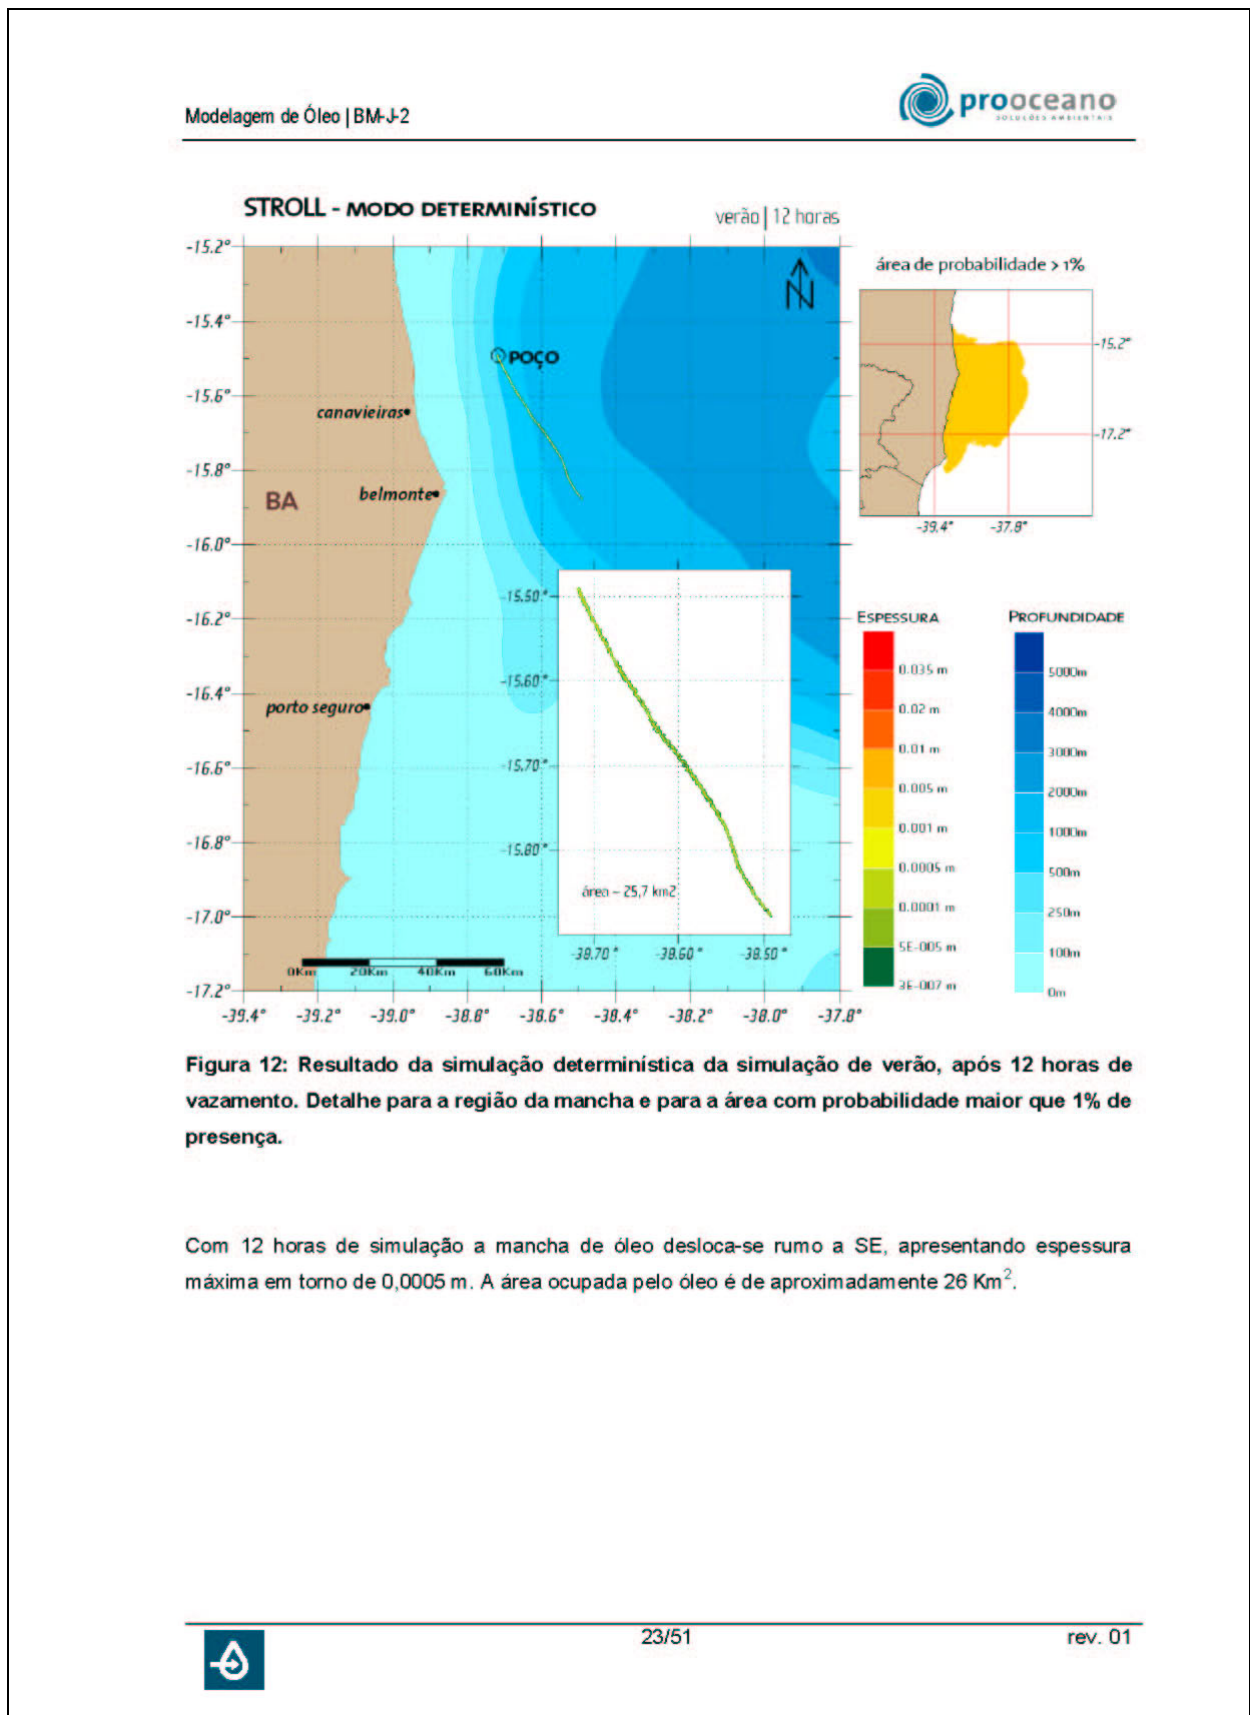 Modelagem de Óleo | BM-J-2
prooceano
SOLUÇÕES AMBIENTAIS
STROLL - MODO DETERMINÍSTICO
verão | 12 horas
-15.2°
-15.4°
-15.6°
-15.8°
-16.0°
-16.2°
-16.4°
-16.6°
-16.8°
-17.0°
-17.2°
-39.4°
-39.2°
-39.0°
-38.8°
-38.6°
-38.4°
-38.2°
-38.0°
-37.8°
N
POÇO
canavieiras
belmonte
BA
porto seguro
0Km 20Km 40Km 60Km
-15.50°
-15.60°
-15.70°
-15.80°
área – 25,7 km2
-38.70°
-38.60°
-38.50°
área de probabilidade > 1%
-15.2°
-17.2°
-39.4°
-37.8°
ESPESSURA
0.035 m
0.02 m
0.01 m
0.005 m
0.001 m
0.0005 m
0.0001 m
5E-005 m
3E-007 m
PROFUNDIDADE
5000m
4000m
3000m
2000m
1000m
500m
250m
100m
0m
Figura 12: Resultado da simulação determinística da simulação de verão, após 12 horas de
vazamento. Detalhe para a região da mancha e para a área com probabilidade maior que 1% de
presença.
Com 12 horas de simulação a mancha de óleo desloca-se rumo a SE, apresentando espessura
máxima em torno de 0,0005 m. A área ocupada pelo óleo é de aproximadamente 26 Km².
23/51
rev. 01